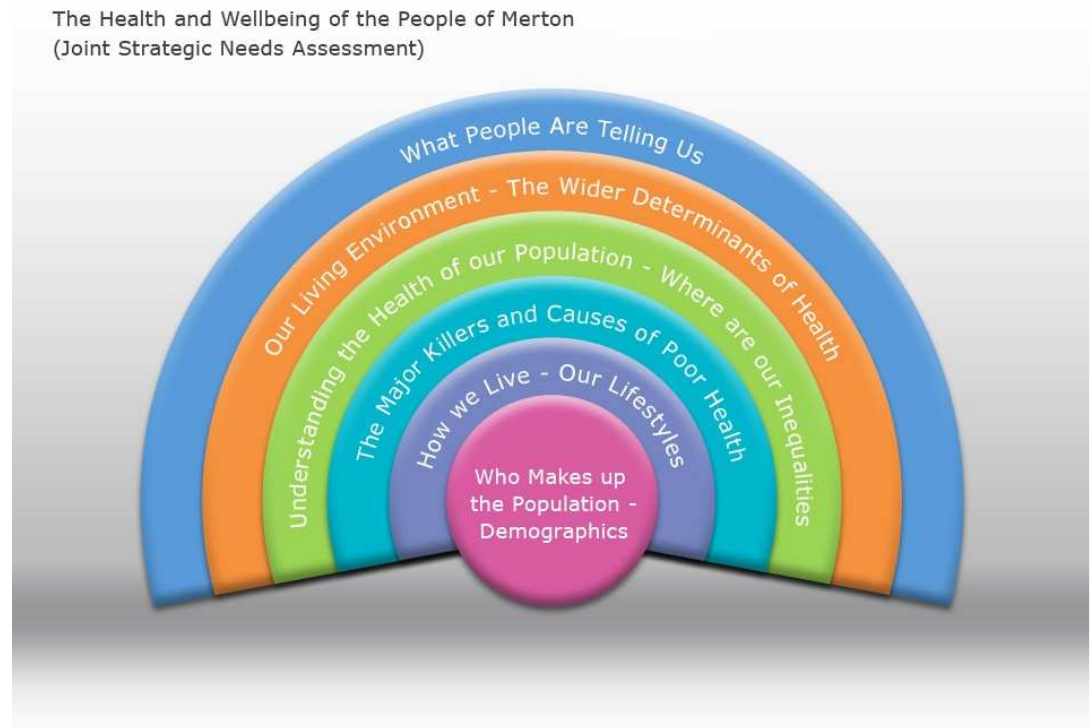 The Health and Wellbeing of the People of Merton
(Joint Strategic Needs Assessment)
What People Are Telling Us
Our Living Environment - The Wider Determinants of Health
Understanding the Health of our Population - Where are our Inequalities
The Major Killers and Causes of Poor Health
How we Live - Our Lifestyles
Who Makes up
the Population -
Demographics